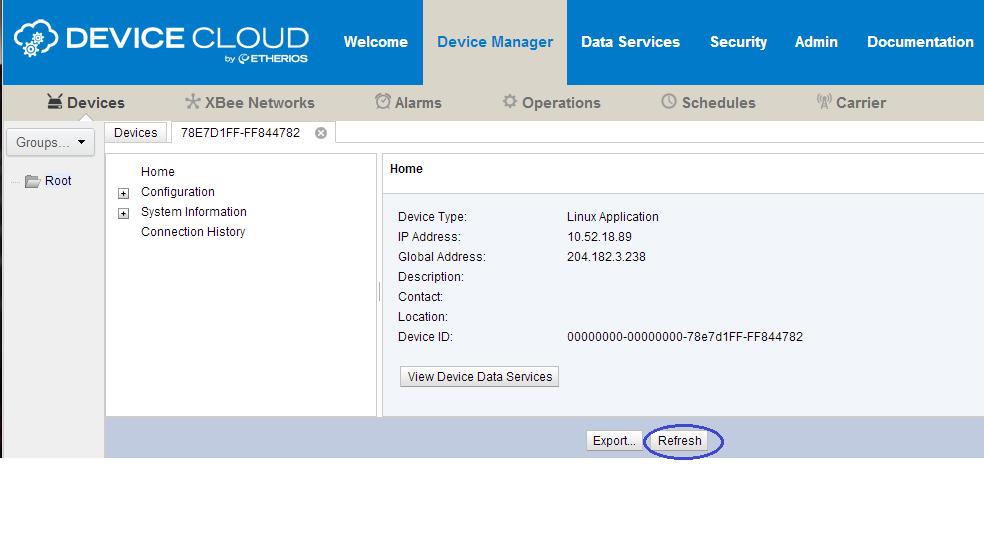 DEVICE CLOUD
by ETHERIOS
Welcome Device Manager Data Services Security Admin Documentation
Devices XBee Networks Alarms Operations Schedules Carrier
Groups... Devices 78E7D1FF-FF844782
Root
Home
Configuration
System Information
Connection History
Home
Device Type: Linux Application
IP Address: 10.52.18.89
Global Address: 204.182.3.238
Description:
Contact:
Location:
Device ID: 00000000-00000000-78e7d1FF-FF844782
View Device Data Services
Export... Refresh